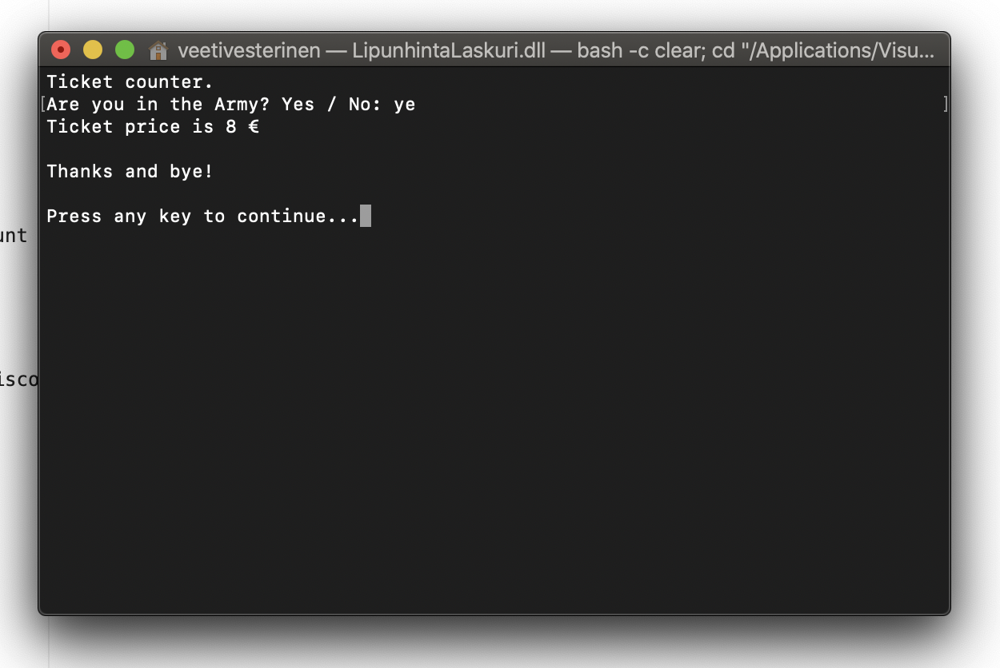 veetivesterinen — LipunhintaLaskuri.dll — bash -c clear; cd "/Applications/Visu...
Ticket counter.
[Are you in the Army? Yes / No: ye ]
Ticket price is 8 €
Thanks and bye!
Press any key to continue...
unt
isco